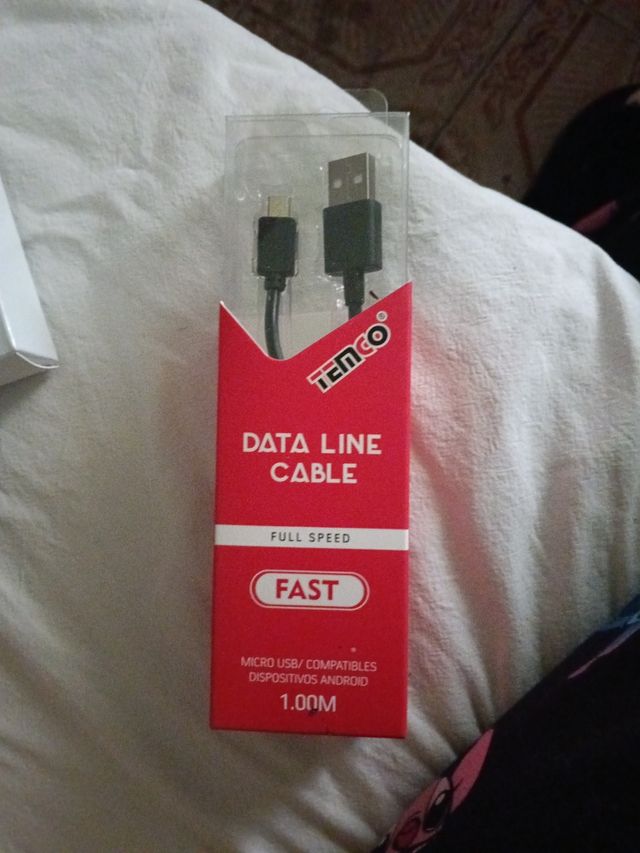 TEMCO®
DATA LINE
CABLE
FULL SPEED
FAST
MICRO USB/ COMPATIBLES
DISPOSITIVOS ANDROID
1.00M